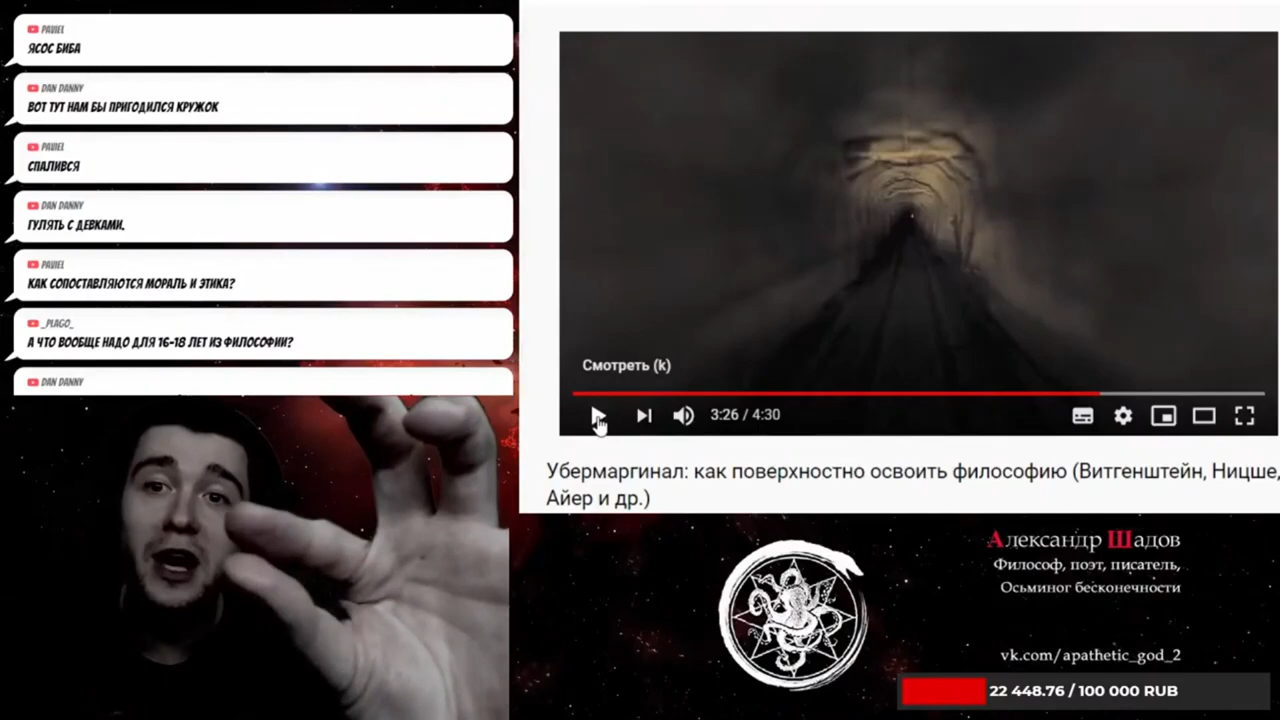 PAVIEL
ЯСОС БИБА
DAN DANNY
ВОТ ТУТ НАМ БЫ ПРИГОДИЛСЯ КРУЖОК
PAVIEL
СПАЛИВСЯ
DAN DANNY
ГУЛЯТЬ С ДЕВКАМИ.
PAVIEL
КАК СОПОСТАВЛЯЮТСЯ МОРАЛЬ И ЭТИКА?
_PLAGO_
А ЧТО ВООБЩЕ НАДО ДЛЯ 16-18 ЛЕТ ИЗ ФИЛОСОФИИ?
DAN DANNY
Смотреть (k)
3:26 / 4:30
Убермаргинал: как поверхностно освоить философию (Витгенштейн, Ницше,
Айер и др.)
Александр Шадов
Философ, поэт, писатель,
Осьминог бесконечности
vk.com/apathetic_god_2
22 448.76 / 100 000 RUB